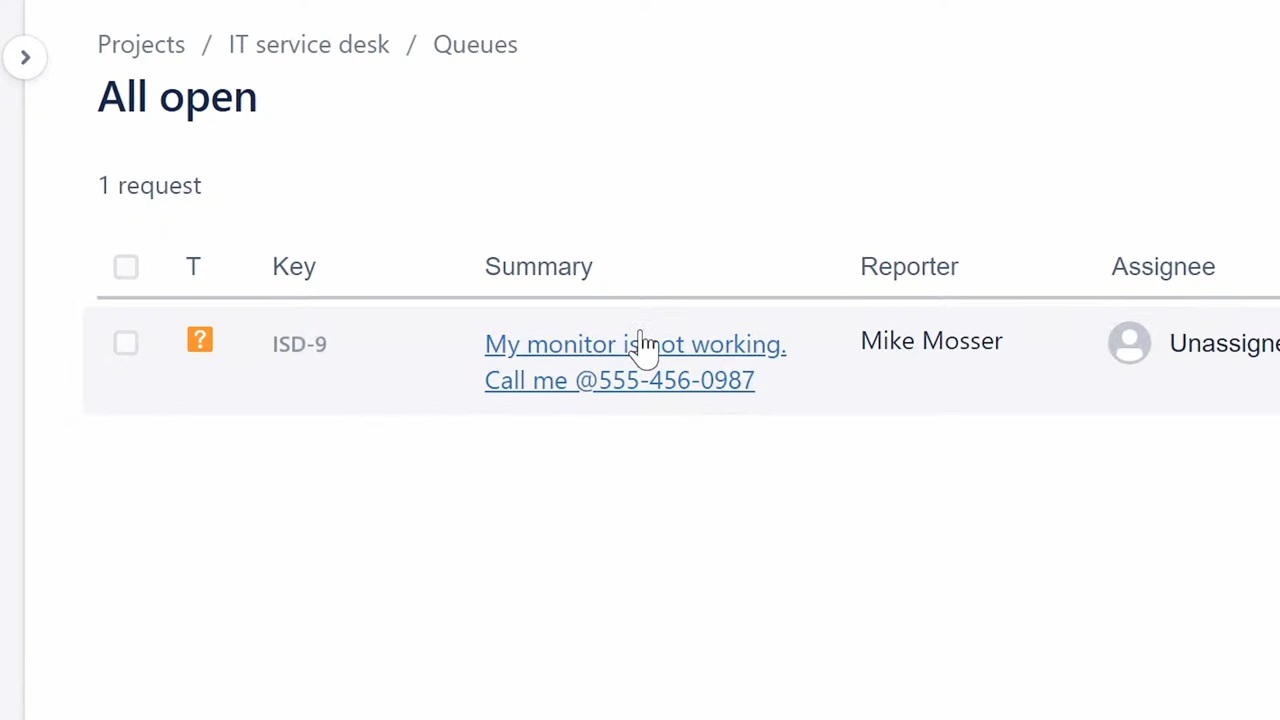 Projects / IT service desk / Queues
All open
1 request
T Key Summary Reporter Assignee
? ISD-9 My monitor is not working. Mike Mosser
Call me @555-456-0987